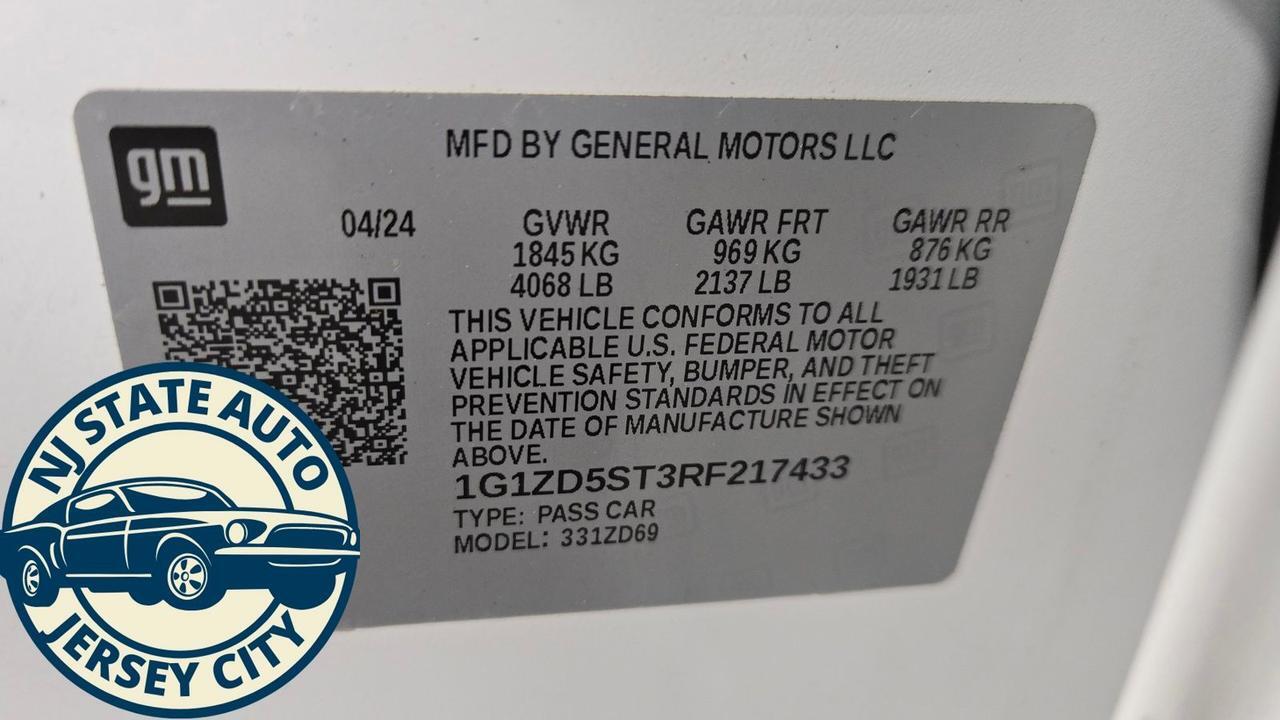 gm
MFD BY GENERAL MOTORS LLC
04/24 GVWR GAWR FRT GAWR RR
1845 KG 969 KG 876 KG
4068 LB 2137 LB 1931 LB
THIS VEHICLE CONFORMS TO ALL
APPLICABLE U.S. FEDERAL MOTOR
VEHICLE SAFETY, BUMPER, AND THEFT
PREVENTION STANDARDS IN EFFECT ON
THE DATE OF MANUFACTURE SHOWN
ABOVE.
1G1ZD5ST3RF217433
TYPE: PASS CAR
MODEL: 331ZD69
NJ STATE AUTO
JERSEY CITY